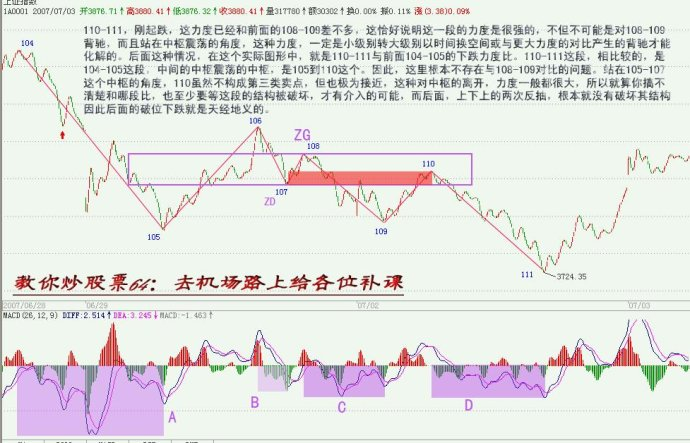 上证指数
1A0001 2007/07/03 开3876.71↑高3880.41↑低3876.32↑收3880.41↑量317780↑额30302↑换0.00% 振0.11% 涨(3.38)0.09%
110-111，刚起跌，这力度已经和前面的108-109差不多，这恰好说明这一段的力度是很强的，不但不可能是对108-109
背驰，而且站在中枢震荡的角度，这种力度，一定是小级别转大级别以时间换空间或与更大力度的对比产生的背驰才能
化解的。后面这种情况，在这个实际图形中，就是110-111与前面104-105的下跌力度比。110-111这段，相比较的，是
104-105这段，中间的中枢震荡的中枢，是105到110这个。因此，这里根本不存在与108-109对比的问题。站在105-107
这个中枢的角度，110虽然不构成第三类卖点，但也极为接近，这种对中枢的离开，力度一般都很大，所以就算你搞不
清楚和哪段比，也至少要等这段的结构被破坏，才有介入的可能，而后面，上下上的两次反抽，根本就没有破坏其结构
因此后面的破位下跌就是天经地义的。
104
106
ZG
108
110
ZD
107
105
109
111
3724.35
教你炒股票64：去机场路上给各位补课
2007/06/28
06/29
07/02
07/03
MACD(26,12,9) DIFF:2.514↑ DEA:3.245↓ MACD:-1.463↑
A
B
C
D